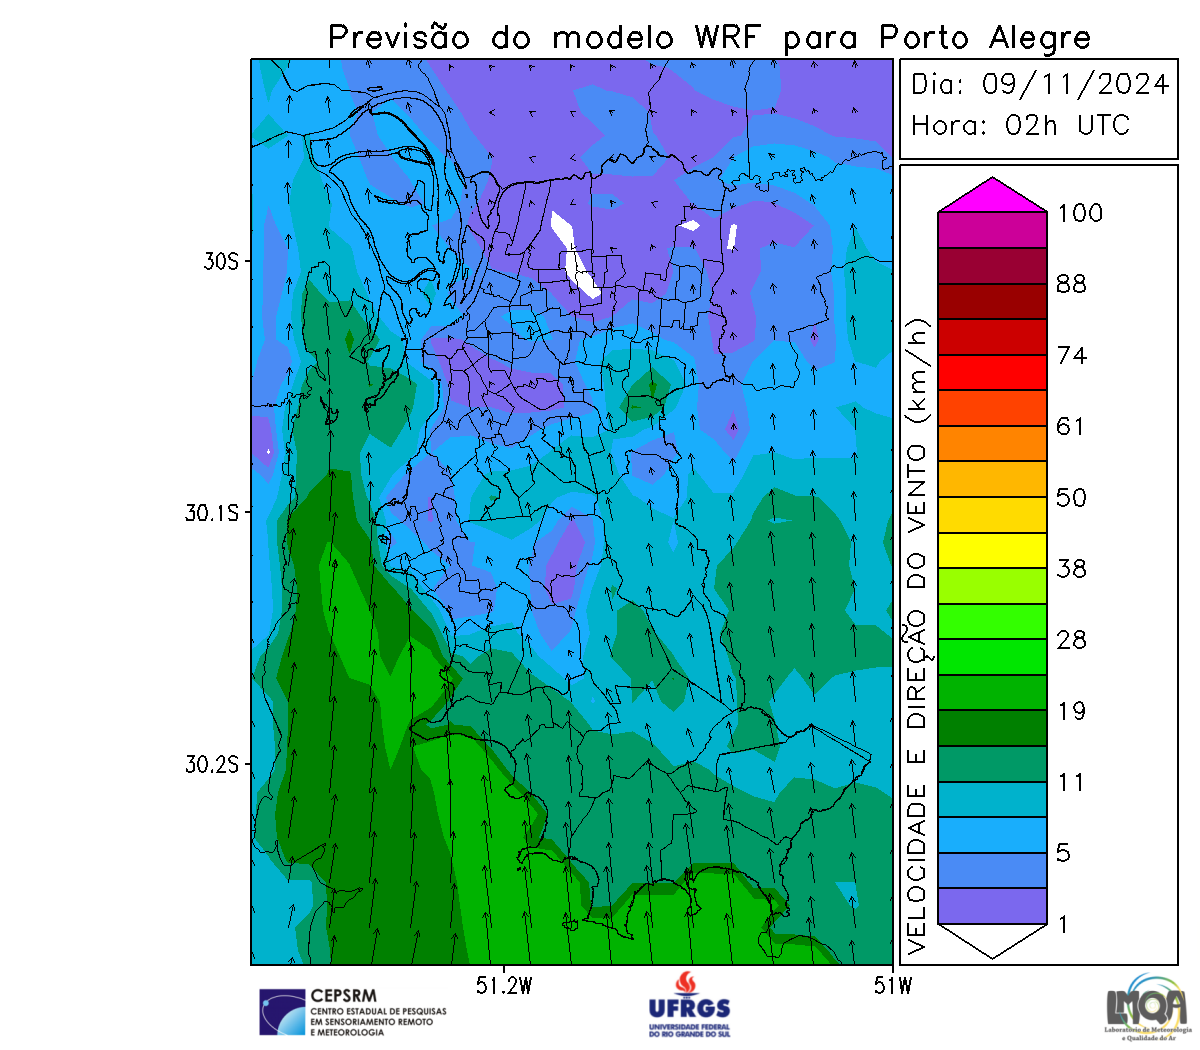 Previsão do modelo WRF para Porto Alegre
Dia: 09/11/2024
Hora: 02h UTC
100
88
74
61
50
38
28
19
11
5
1
VELOCIDADE E DIREÇÃO DO VENTO (km/h)
30S
30.1S
30.2S
51.2W
51W
CEPSRM
CENTRO ESTADUAL DE PESQUISAS
EM SENSORIAMENTO REMOTO
E METEOROLOGIA
UFRGS
UNIVERSIDADE FEDERAL
DO RIO GRANDE DO SUL
LMQA
Laboratório de Meteorologia
e Qualidade do Ar